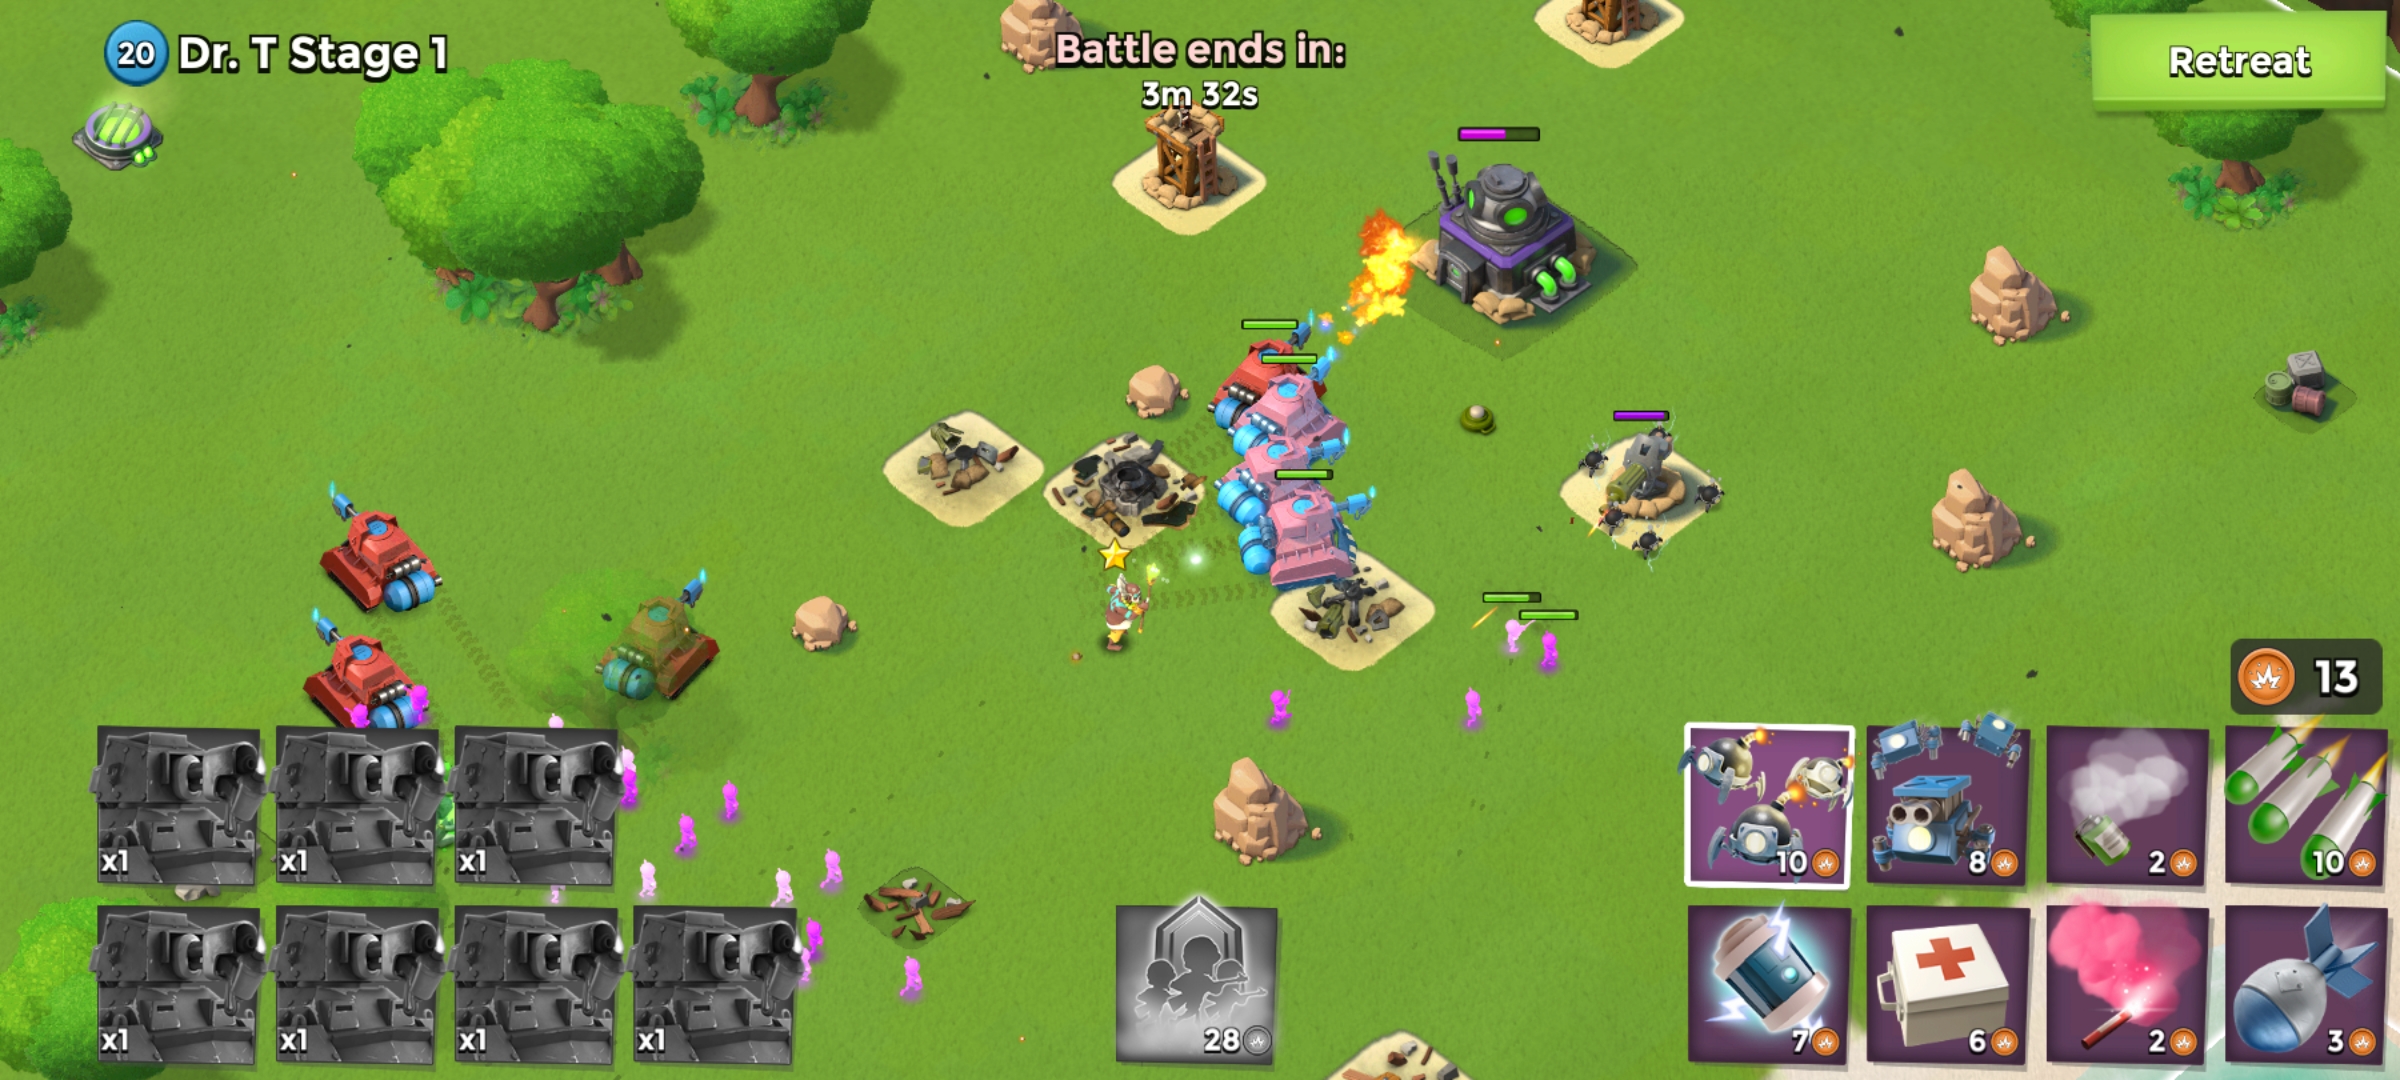 20 Dr. T Stage 1
Battle ends in:
3m 32s
Retreat
13
x1 x1 x1
10 8 2 10
x1 x1 x1 x1
28
7 6 2 3